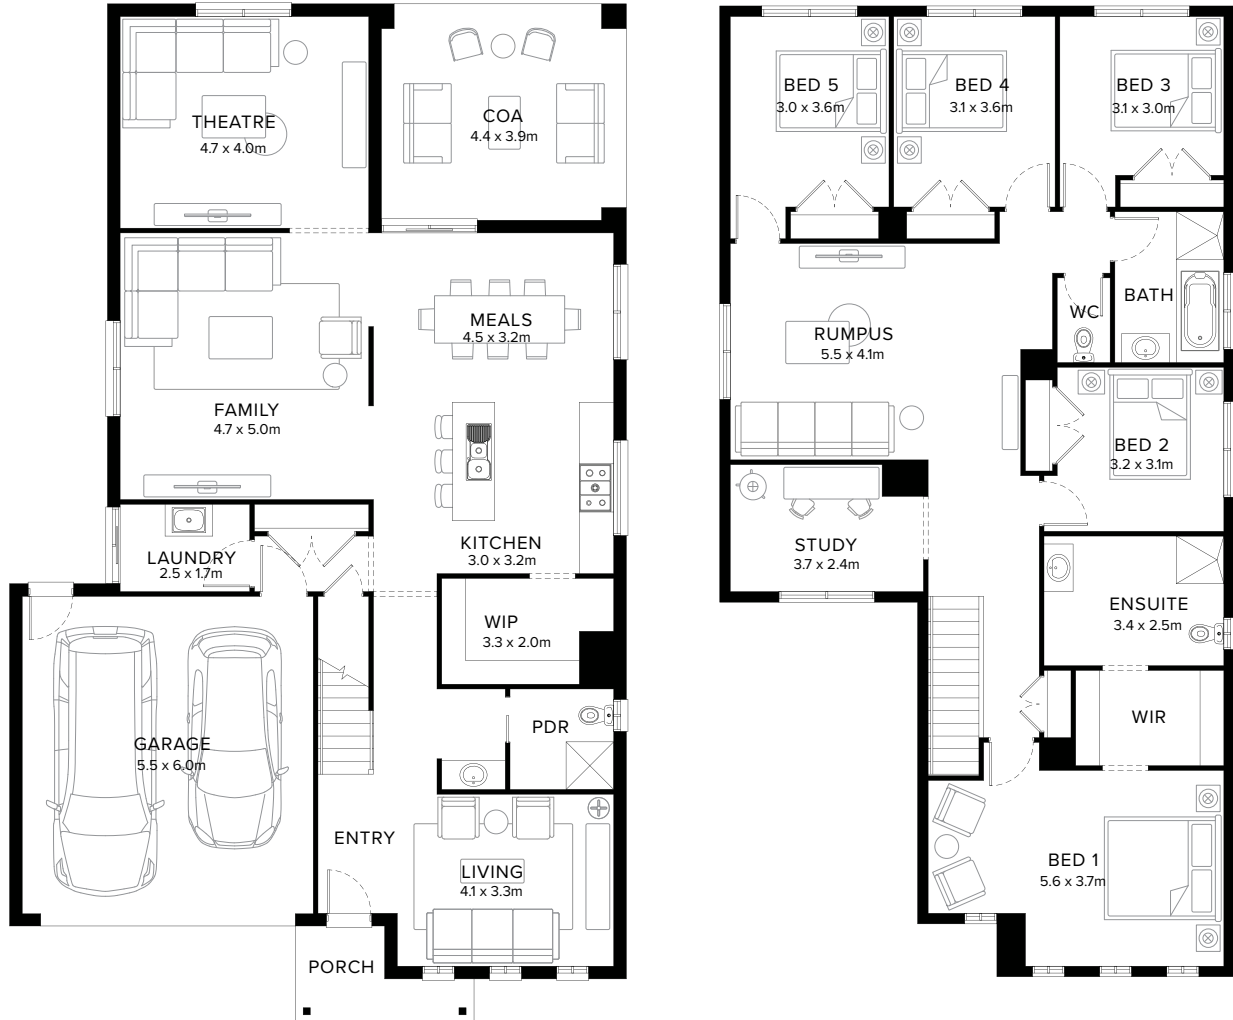 THEATRE
4.7 x 4.0m
COA
4.4 x 3.9m
MEALS
4.5 x 3.2m
FAMILY
4.7 x 5.0m
KITCHEN
3.0 x 3.2m
LAUNDRY
2.5 x 1.7m
WIP
3.3 x 2.0m
PDR
GARAGE
5.5 x 6.0m
ENTRY
LIVING
4.1 x 3.3m
PORCH
BED 5
3.0 x 3.6m
BED 4
3.1 x 3.6m
BED 3
3.1 x 3.0m
BATH
WC
RUMPUS
5.5 x 4.1m
BED 2
3.2 x 3.1m
STUDY
3.7 x 2.4m
ENSUITE
3.4 x 2.5m
WIR
BED 1
5.6 x 3.7m